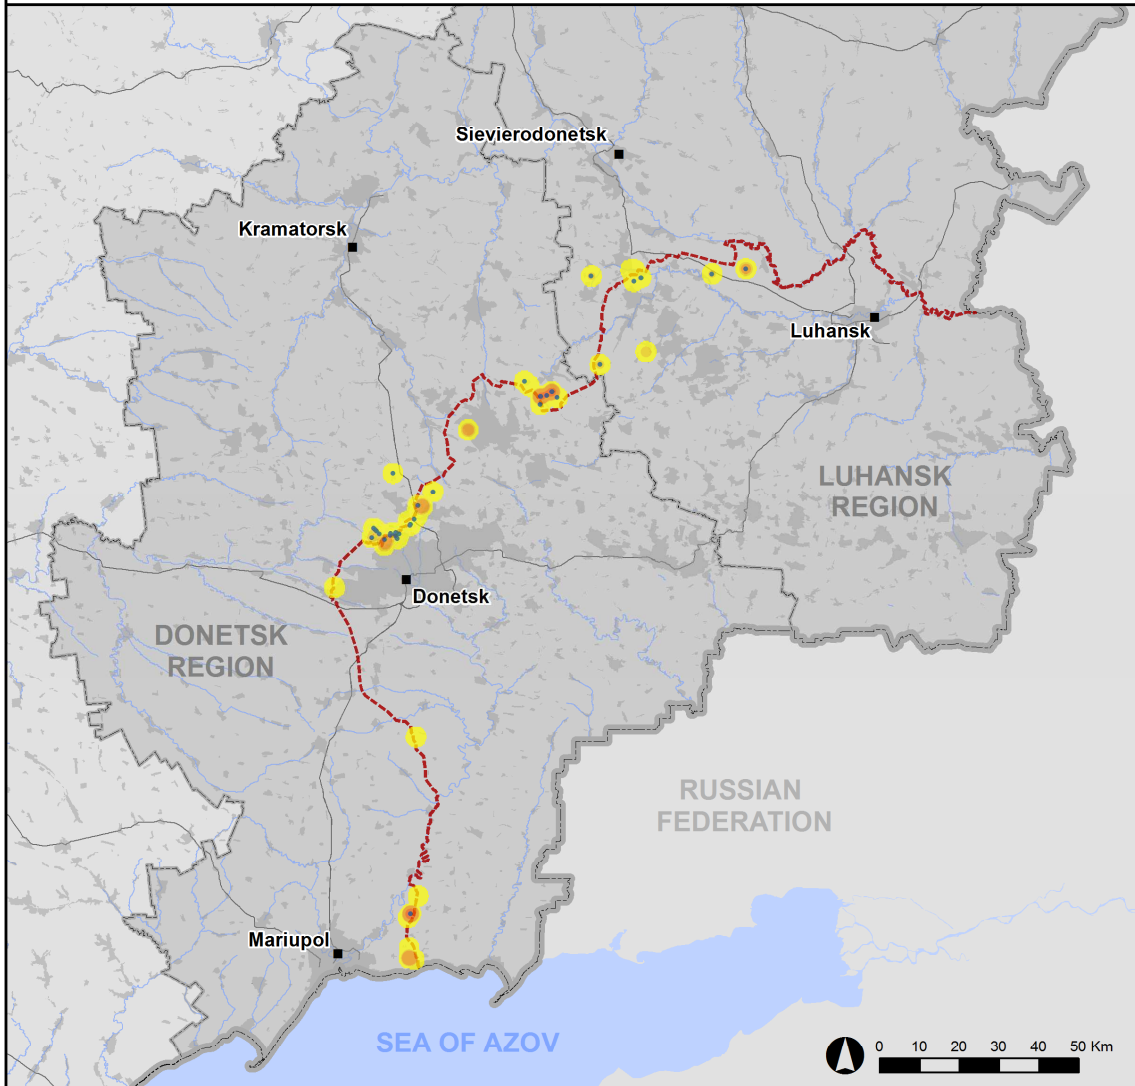 Sievierodonetsk
Kramatorsk
Luhansk
LUHANSK
REGION
Donetsk
DONETSK
REGION
RUSSIAN
FEDERATION
Mariupol
SEA OF AZOV
0 10 20 30 40 50 Km